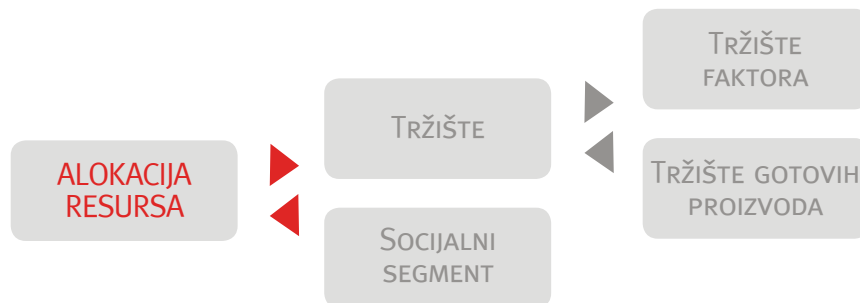 ALOKACIJA
RESURSA
TRŽIŠTE
SOCIJALNI
SEGMENT
TRŽIŠTE
FAKTORA
TRŽIŠTE GOTOVIH
PROIZVODA